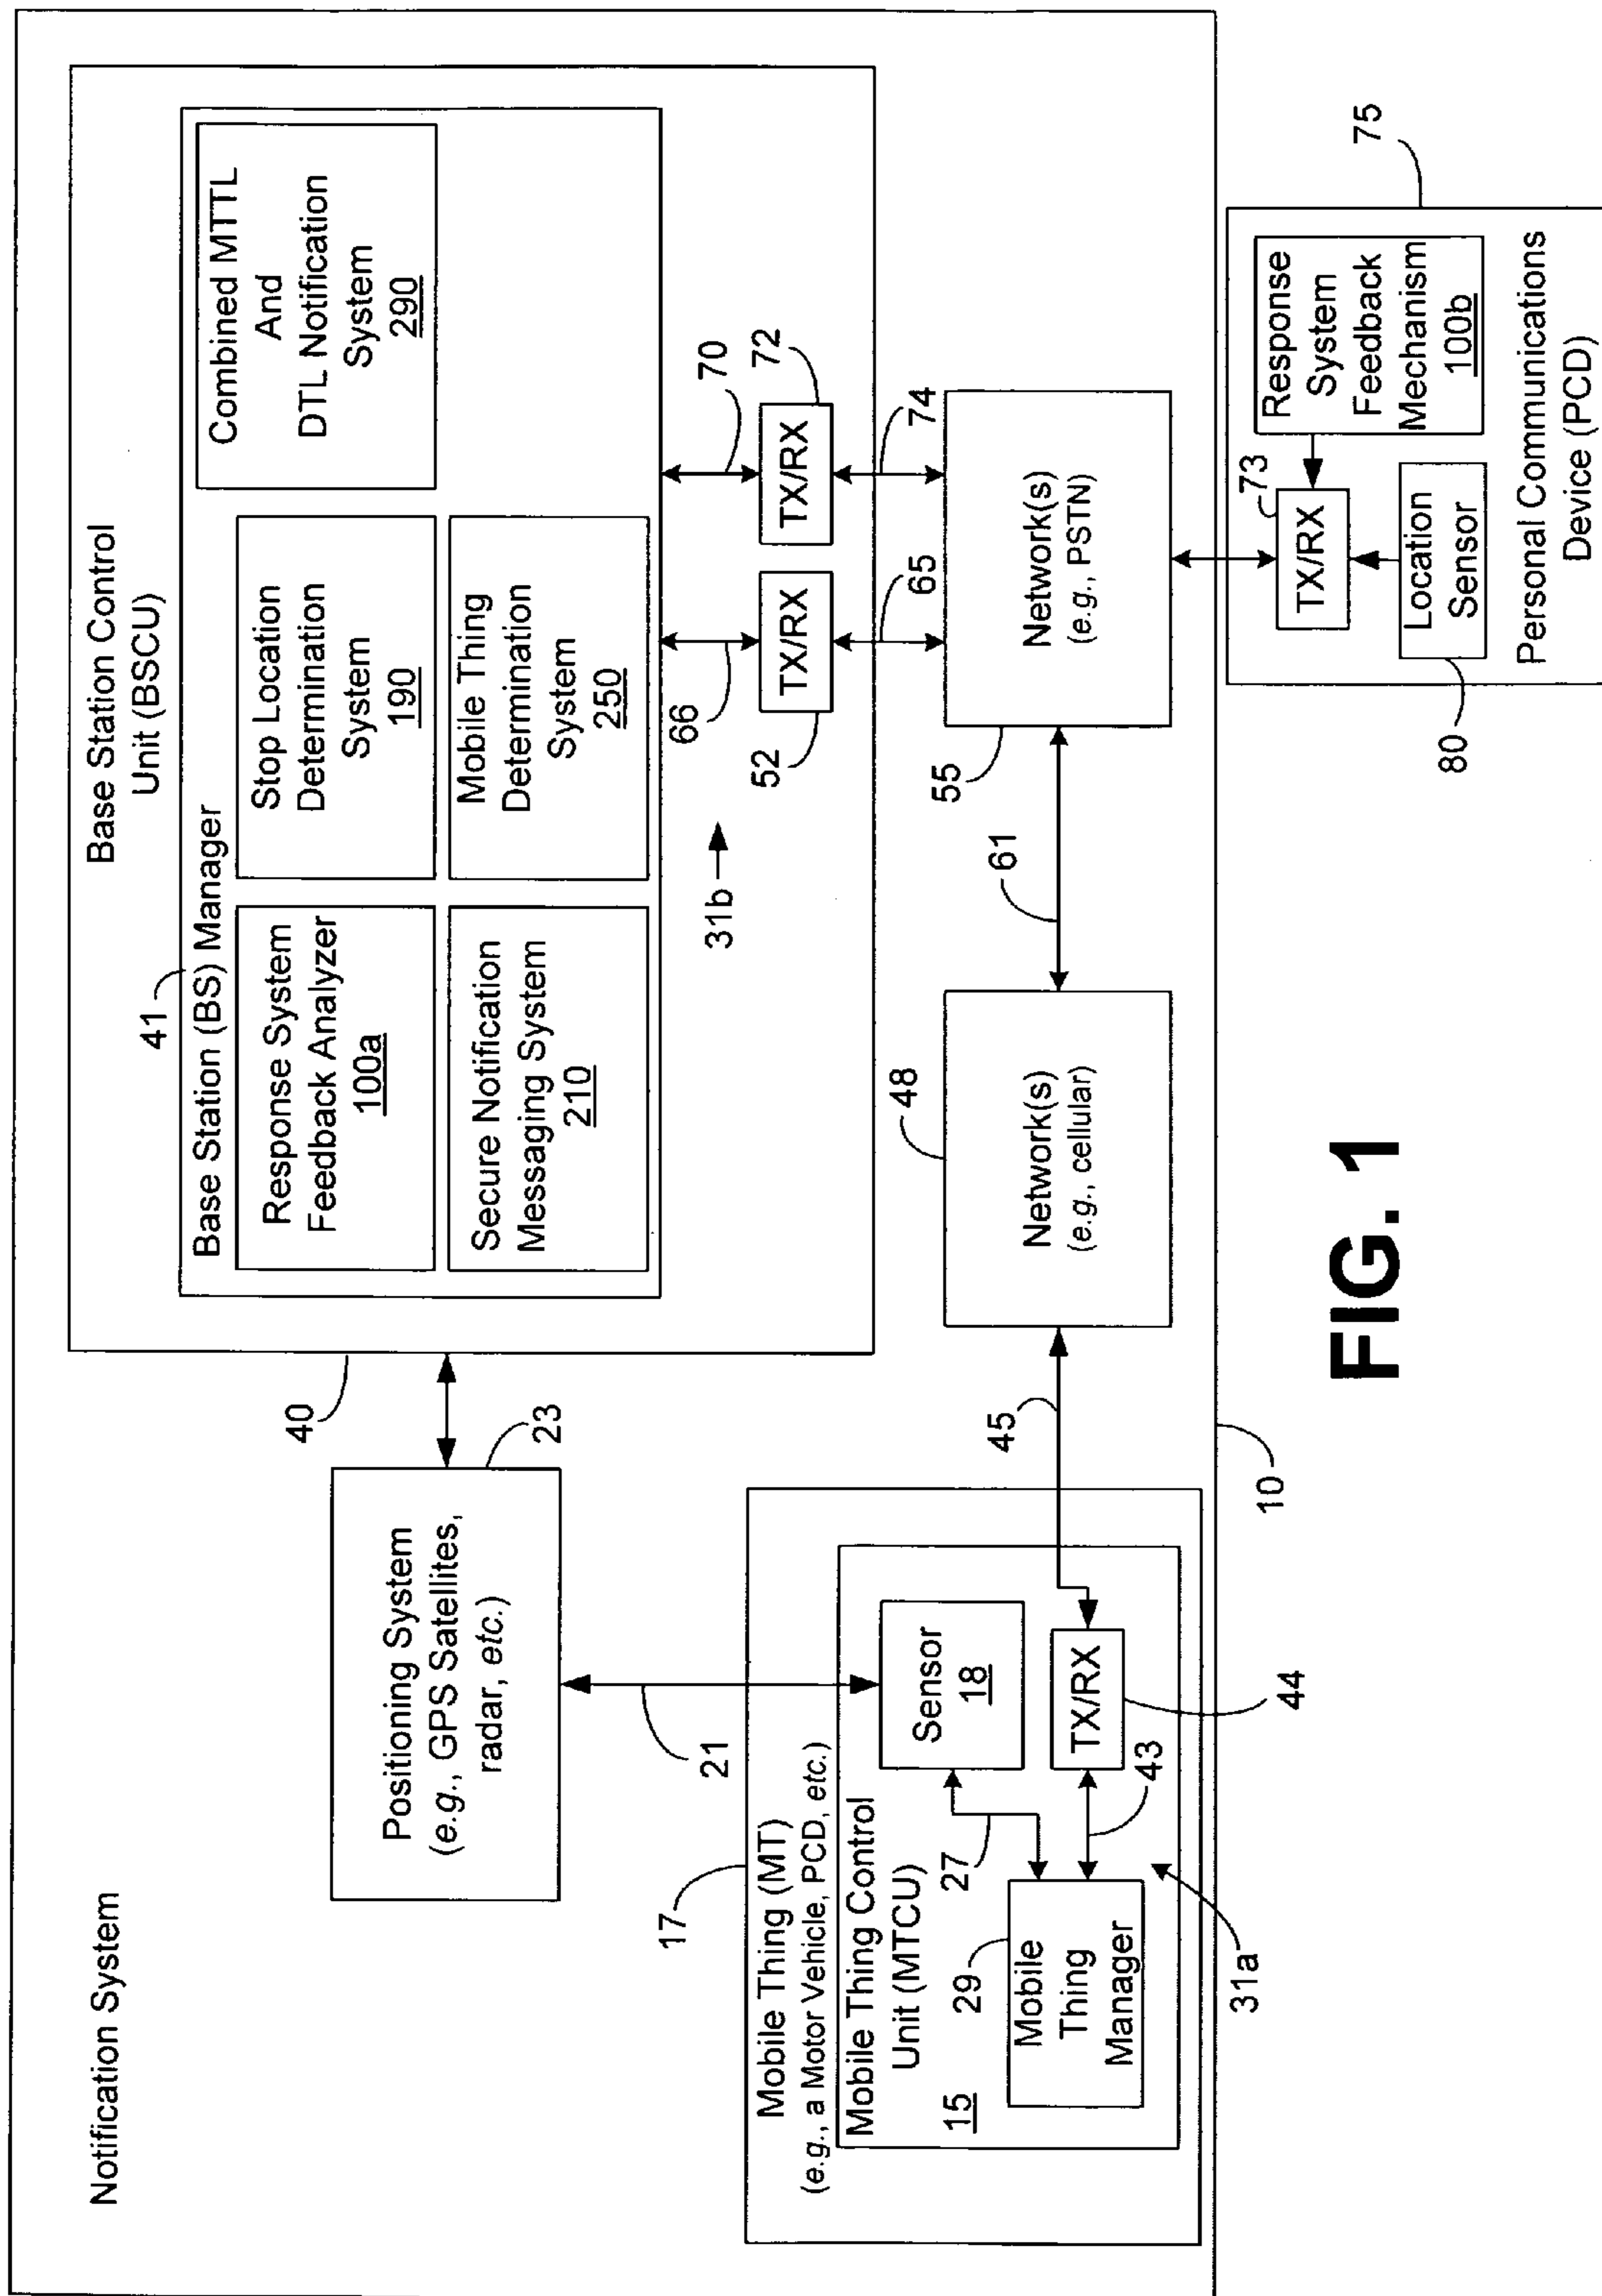 Notification System
Base Station Control
Unit (BSCU)
41
Base Station (BS) Manager
Response System
Feedback Analyzer
100a
Stop Location
Determination
System
190
Combined MTTL
And
DTL Notification
System
290
Secure Notification
Messaging System
210
Mobile Thing
Determination
System
250
40
Positioning System
(e.g., GPS Satellites,
radar, etc.)
23
21
31b
66
70
52
TX/RX
TX/RX
72
65
74
17
Mobile Thing (MT)
(e.g., a Motor Vehicle, PCD, etc.)
Mobile Thing Control
Unit (MTCU)
15
29
Mobile
Thing
Manager
27
Sensor
18
43
TX/RX
44
31a
45
48
Network(s)
(e.g., cellular)
61
55
Network(s)
(e.g., PSTN)
10
75
73
TX/RX
Response
System
Feedback
Mechanism
100b
Location
Sensor
80
Personal Communications
Device (PCD)
FIG. 1